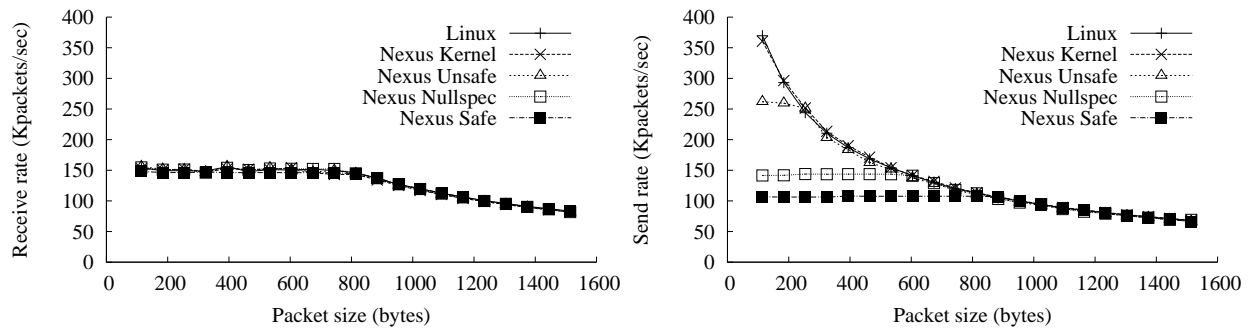 Receive rate (Kpackets/sec)
400
350
300
250
200
150
100
50
0
Linux
Nexus Kernel
Nexus Unsafe
Nexus Nullspec
Nexus Safe
0 200 400 600 800 1000 1200 1400 1600
Packet size (bytes)
Send rate (Kpackets/sec)
400
350
300
250
200
150
100
50
0
Linux
Nexus Kernel
Nexus Unsafe
Nexus Nullspec
Nexus Safe
0 200 400 600 800 1000 1200 1400 1600
Packet size (bytes)